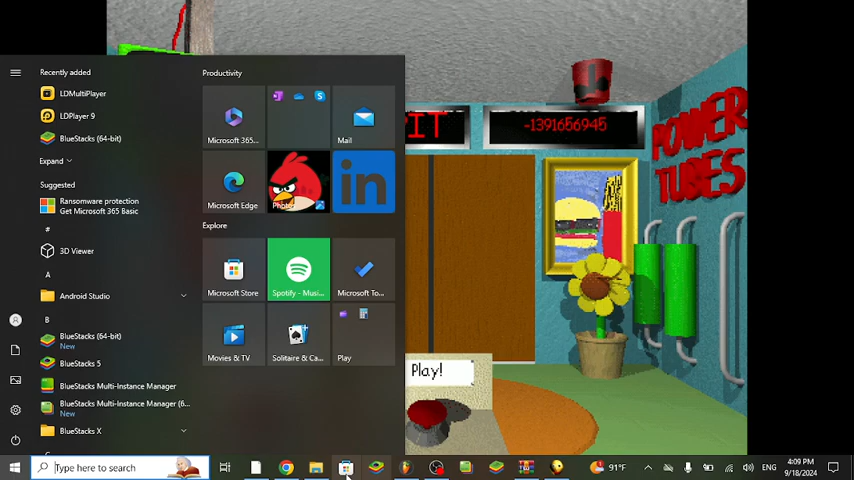 Recently added
LDMultiPlayer
LDPlayer 9
BlueStacks (64-bit)
Expand
Suggested
Ransomware protection
Get Microsoft 365 Basic
#
3D Viewer
A
Android Studio
B
BlueStacks (64-bit)
New
BlueStacks 5
BlueStacks Multi-Instance Manager
BlueStacks Multi-Instance Manager (6...
New
BlueStacks X
Productivity
Microsoft 365...
Mail
Microsoft Edge
Photos
in
Explore
Microsoft Store
Spotify - Musi...
Microsoft To...
Movies & TV
Solitaire & Ca...
Play
IT
-1391656945
POWER
TUBES
Play!
Type here to search
91°F
ENG
4:09 PM
9/18/2024